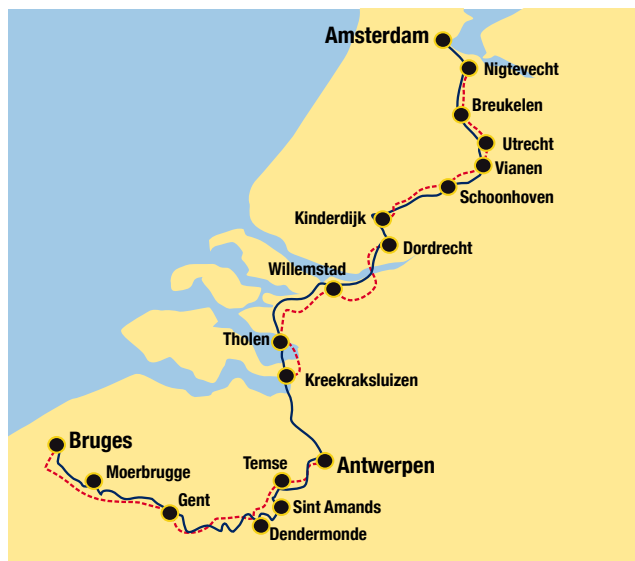 Amsterdam
Nigtevecht
Breukelen
Utrecht
Vianen
Schoonhoven
Kinderdijk
Dordrecht
Willemstad
Tholen
Kreekraksluizen
Bruges
Moerbrugge
Temse
Antwerpen
Gent
Sint Amands
Dendermonde